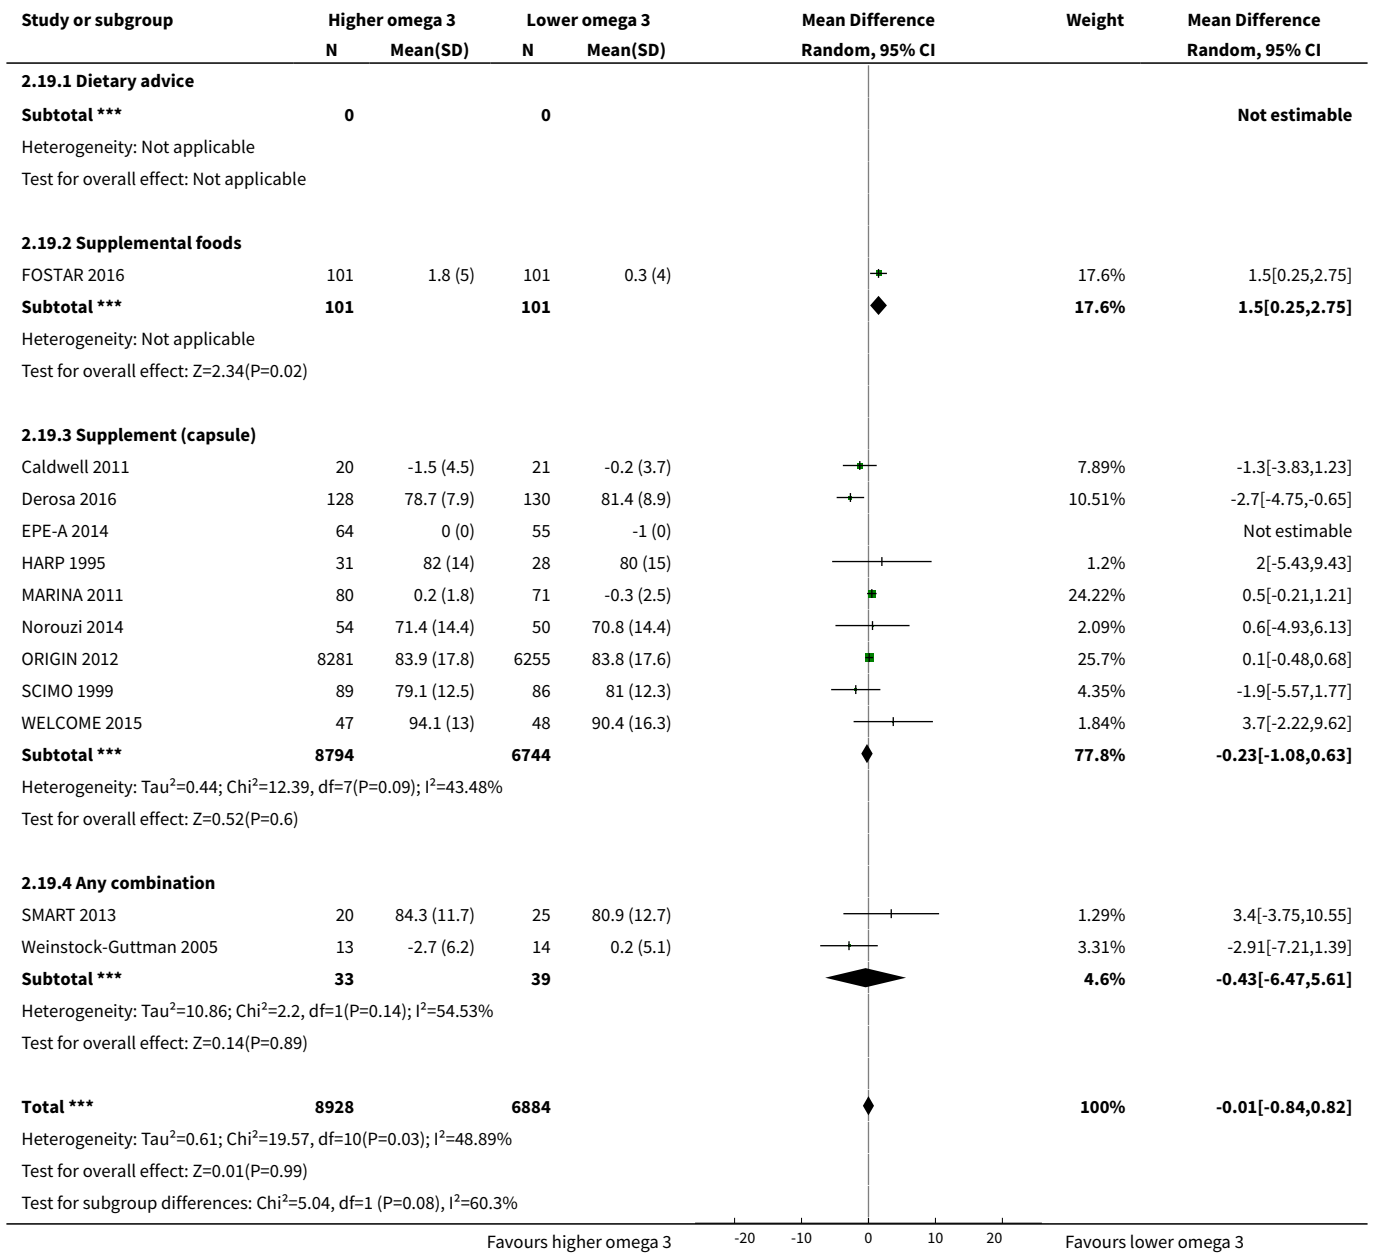 Study or subgroup Higher omega 3 Lower omega 3 Mean Difference Weight Mean Difference
N Mean(SD) N Mean(SD) Random, 95% CI Random, 95% CI
2.19.1 Dietary advice
Subtotal *** 0 0 Not estimable
Heterogeneity: Not applicable
Test for overall effect: Not applicable
2.19.2 Supplemental foods
FOSTAR 2016 101 1.8 (5) 101 0.3 (4) 17.6% 1.5[0.25,2.75]
Subtotal *** 101 101 17.6% 1.5[0.25,2.75]
Heterogeneity: Not applicable
Test for overall effect: Z=2.34(P=0.02)
2.19.3 Supplement (capsule)
Caldwell 2011 20 -1.5 (4.5) 21 -0.2 (3.7) 7.89% -1.3[-3.83,1.23]
Derosa 2016 128 78.7 (7.9) 130 81.4 (8.9) 10.51% -2.7[-4.75,-0.65]
EPE-A 2014 64 0 (0) 55 -1 (0) Not estimable
HARP 1995 31 82 (14) 28 80 (15) 1.2% 2[-5.43,9.43]
MARINA 2011 80 0.2 (1.8) 71 -0.3 (2.5) 24.22% 0.5[-0.21,1.21]
Norouzi 2014 54 71.4 (14.4) 50 70.8 (14.4) 2.09% 0.6[-4.93,6.13]
ORIGIN 2012 8281 83.9 (17.8) 6255 83.8 (17.6) 25.7% 0.1[-0.48,0.68]
SCIMO 1999 89 79.1 (12.5) 86 81 (12.3) 4.35% -1.9[-5.57,1.77]
WELCOME 2015 47 94.1 (13) 48 90.4 (16.3) 1.84% 3.7[-2.22,9.62]
Subtotal *** 8794 6744 77.8% -0.23[-1.08,0.63]
Heterogeneity: Tau²=0.44; Chi²=12.39, df=7(P=0.09); I²=43.48%
Test for overall effect: Z=0.52(P=0.6)
2.19.4 Any combination
SMART 2013 20 84.3 (11.7) 25 80.9 (12.7) 1.29% 3.4[-3.75,10.55]
Weinstock-Guttman 2005 13 -2.7 (6.2) 14 0.2 (5.1) 3.31% -2.91[-7.21,1.39]
Subtotal *** 33 39 4.6% -0.43[-6.47,5.61]
Heterogeneity: Tau²=10.86; Chi²=2.2, df=1(P=0.14); I²=54.53%
Test for overall effect: Z=0.14(P=0.89)
Total *** 8928 6884 100% -0.01[-0.84,0.82]
Heterogeneity: Tau²=0.61; Chi²=19.57, df=10(P=0.03); I²=48.89%
Test for overall effect: Z=0.01(P=0.99)
Test for subgroup differences: Chi²=5.04, df=1 (P=0.08), I²=60.3%
Favours higher omega 3 -20 -10 0 10 20 Favours lower omega 3